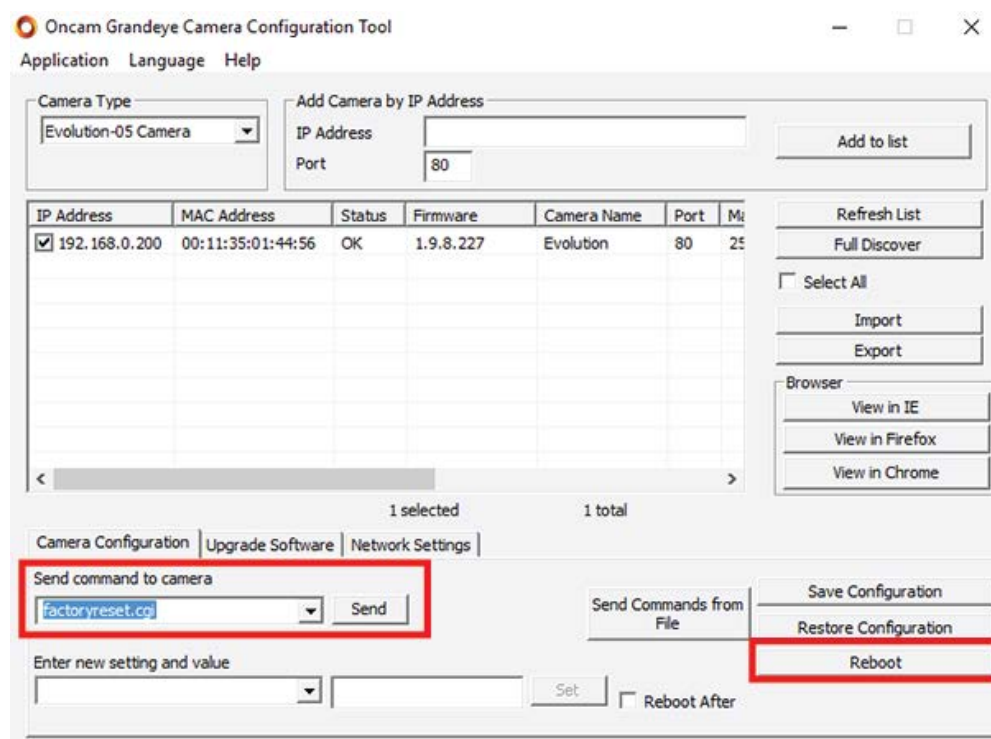 Oncam Grandeye Camera Configuration Tool
Application Language Help
Camera Type
Evolution-05 Camera
Add Camera by IP Address
IP Address
Port 80
Add to list
IP Address MAC Address Status Firmware Camera Name Port Ma
192.168.0.200 00:11:35:01:44:56 OK 1.9.8.227 Evolution 80 25
Refresh List
Full Discover
Select All
Import
Export
Browser
View in IE
View in Firefox
View in Chrome
1 selected 1 total
Camera Configuration Upgrade Software Network Settings
Send command to camera
factoryreset.cgi Send
Send Commands from
File
Save Configuration
Restore Configuration
Reboot
Enter new setting and value
Set Reboot After